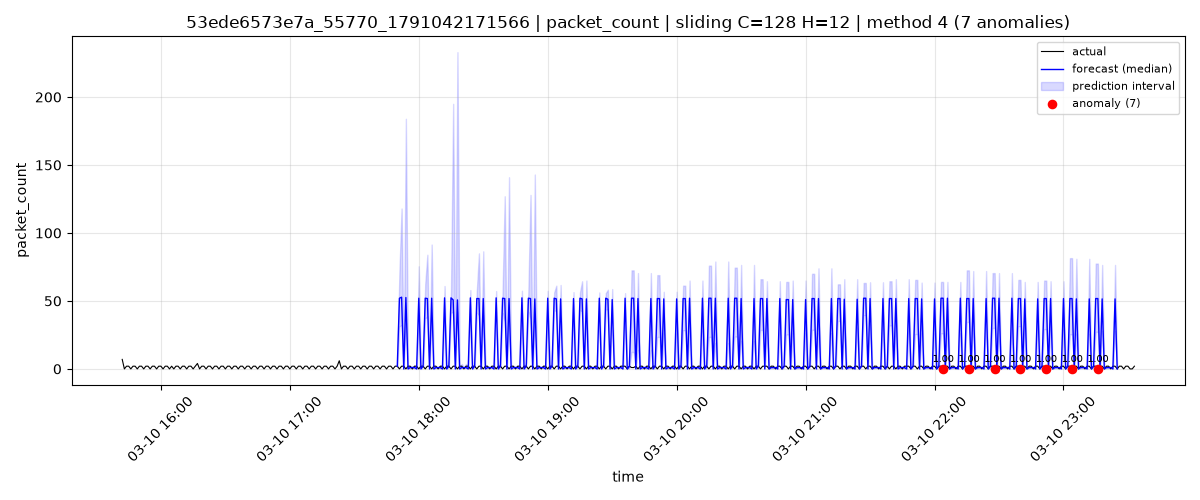 53ede6573e7a_55770_1791042171566 | packet_count | sliding C=128 H=12 | method 4 (7 anomalies)
actual
forecast (median)
prediction interval
anomaly (7)
packet_count
200
150
100
50
0
1.00 1.00 1.00 1.00 1.00 1.00 1.00
03-10 16:00
03-10 17:00
03-10 18:00
03-10 19:00
03-10 20:00
03-10 21:00
03-10 22:00
03-10 23:00
time